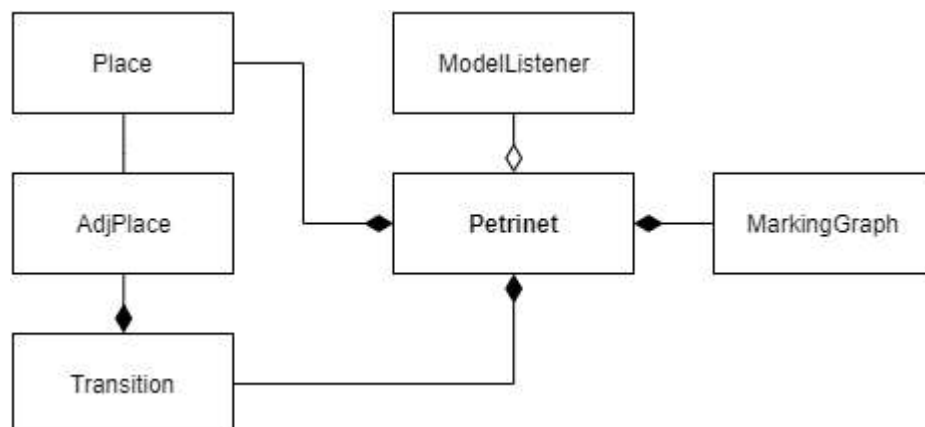 Place
ModelListener
AdjPlace
Petrinet
MarkingGraph
Transition